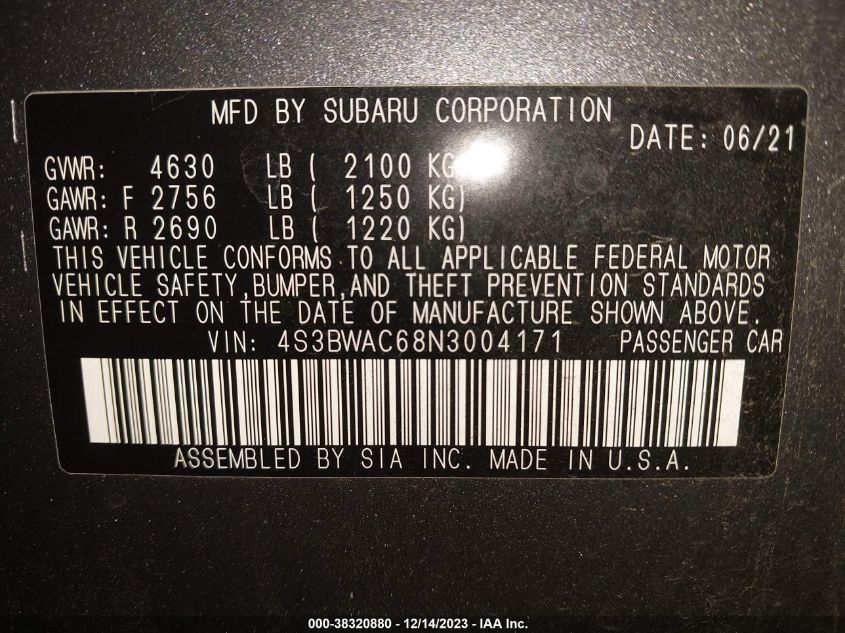 MFD BY SUBARU CORPORATION
DATE: 06/21
GVWR: 4630 LB ( 2100 KG)
GAWR: F 2756 LB ( 1250 KG)
GAWR: R 2690 LB ( 1220 KG)
THIS VEHICLE CONFORMS TO ALL APPLICABLE FEDERAL MOTOR
VEHICLE SAFETY,BUMPER,AND THEFT PREVENTION STANDARDS
IN EFFECT ON THE DATE OF MANUFACTURE SHOWN ABOVE.
VIN: 4S3BWAC68N3004171 PASSENGER CAR
ASSEMBLED BY SIA INC. MADE IN U.S.A.
000-38320880 - 12/14/2023 - IAA Inc.